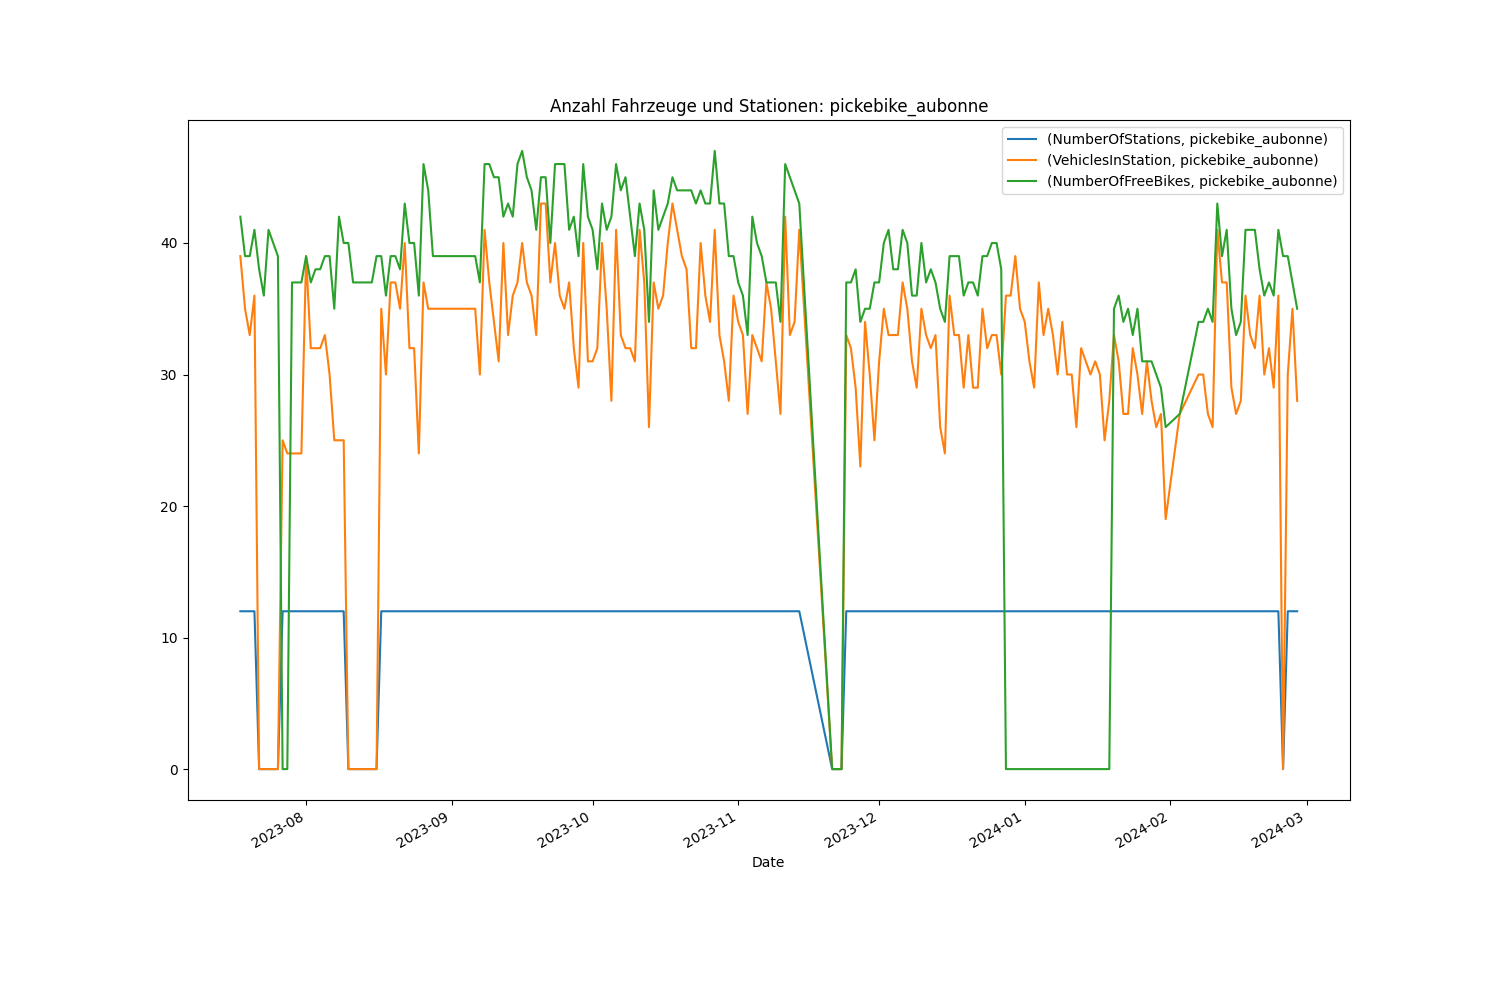 Anzahl Fahrzeuge und Stationen: pickebike_aubonne
(NumberOfStations, pickebike_aubonne)
(VehiclesInStation, pickebike_aubonne)
(NumberOfFreeBikes, pickebike_aubonne)
40
30
20
10
0
2023-08
2023-09
2023-10
2023-11
2023-12
2024-01
2024-02
2024-03
Date